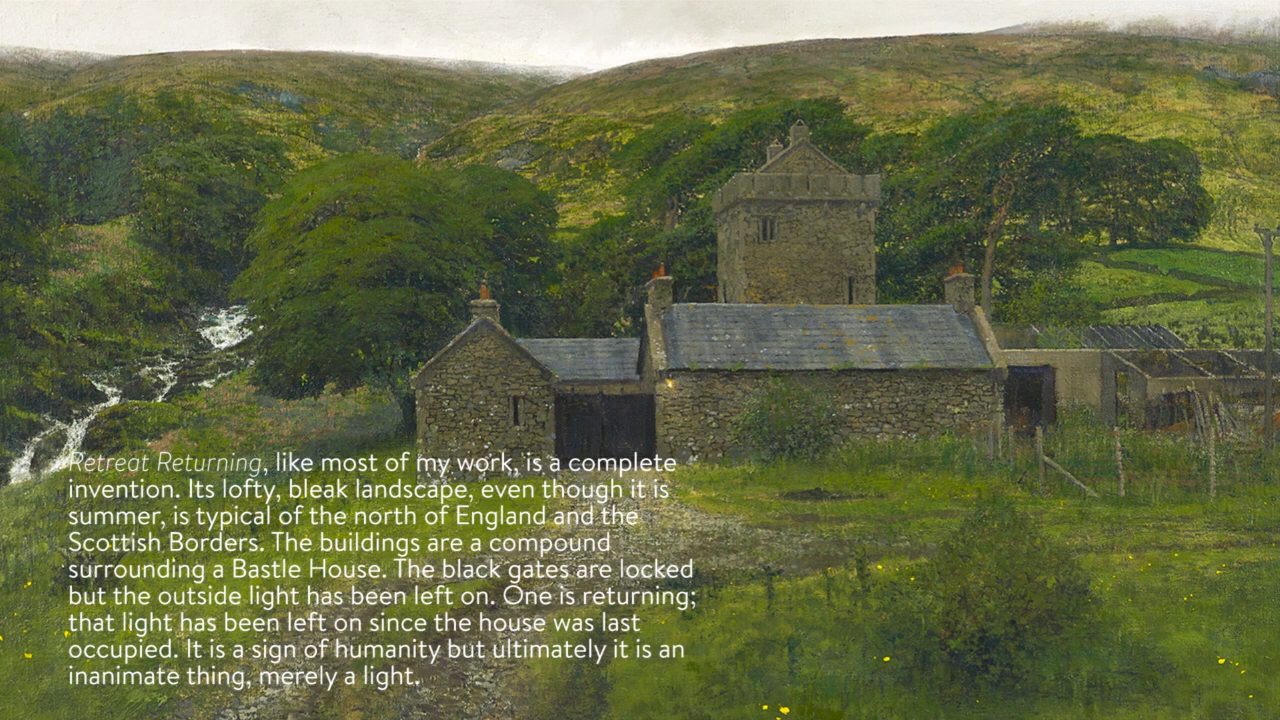 Retreat Returning, like most of my work, is a complete
invention. Its lofty, bleak landscape, even though it is
summer, is typical of the north of England and the
Scottish Borders. The buildings are a compound
surrounding a Bastle House. The black gates are locked
but the outside light has been left on. One is returning;
that light has been left on since the house was last
occupied. It is a sign of humanity but ultimately it is an
inanimate thing, merely a light.